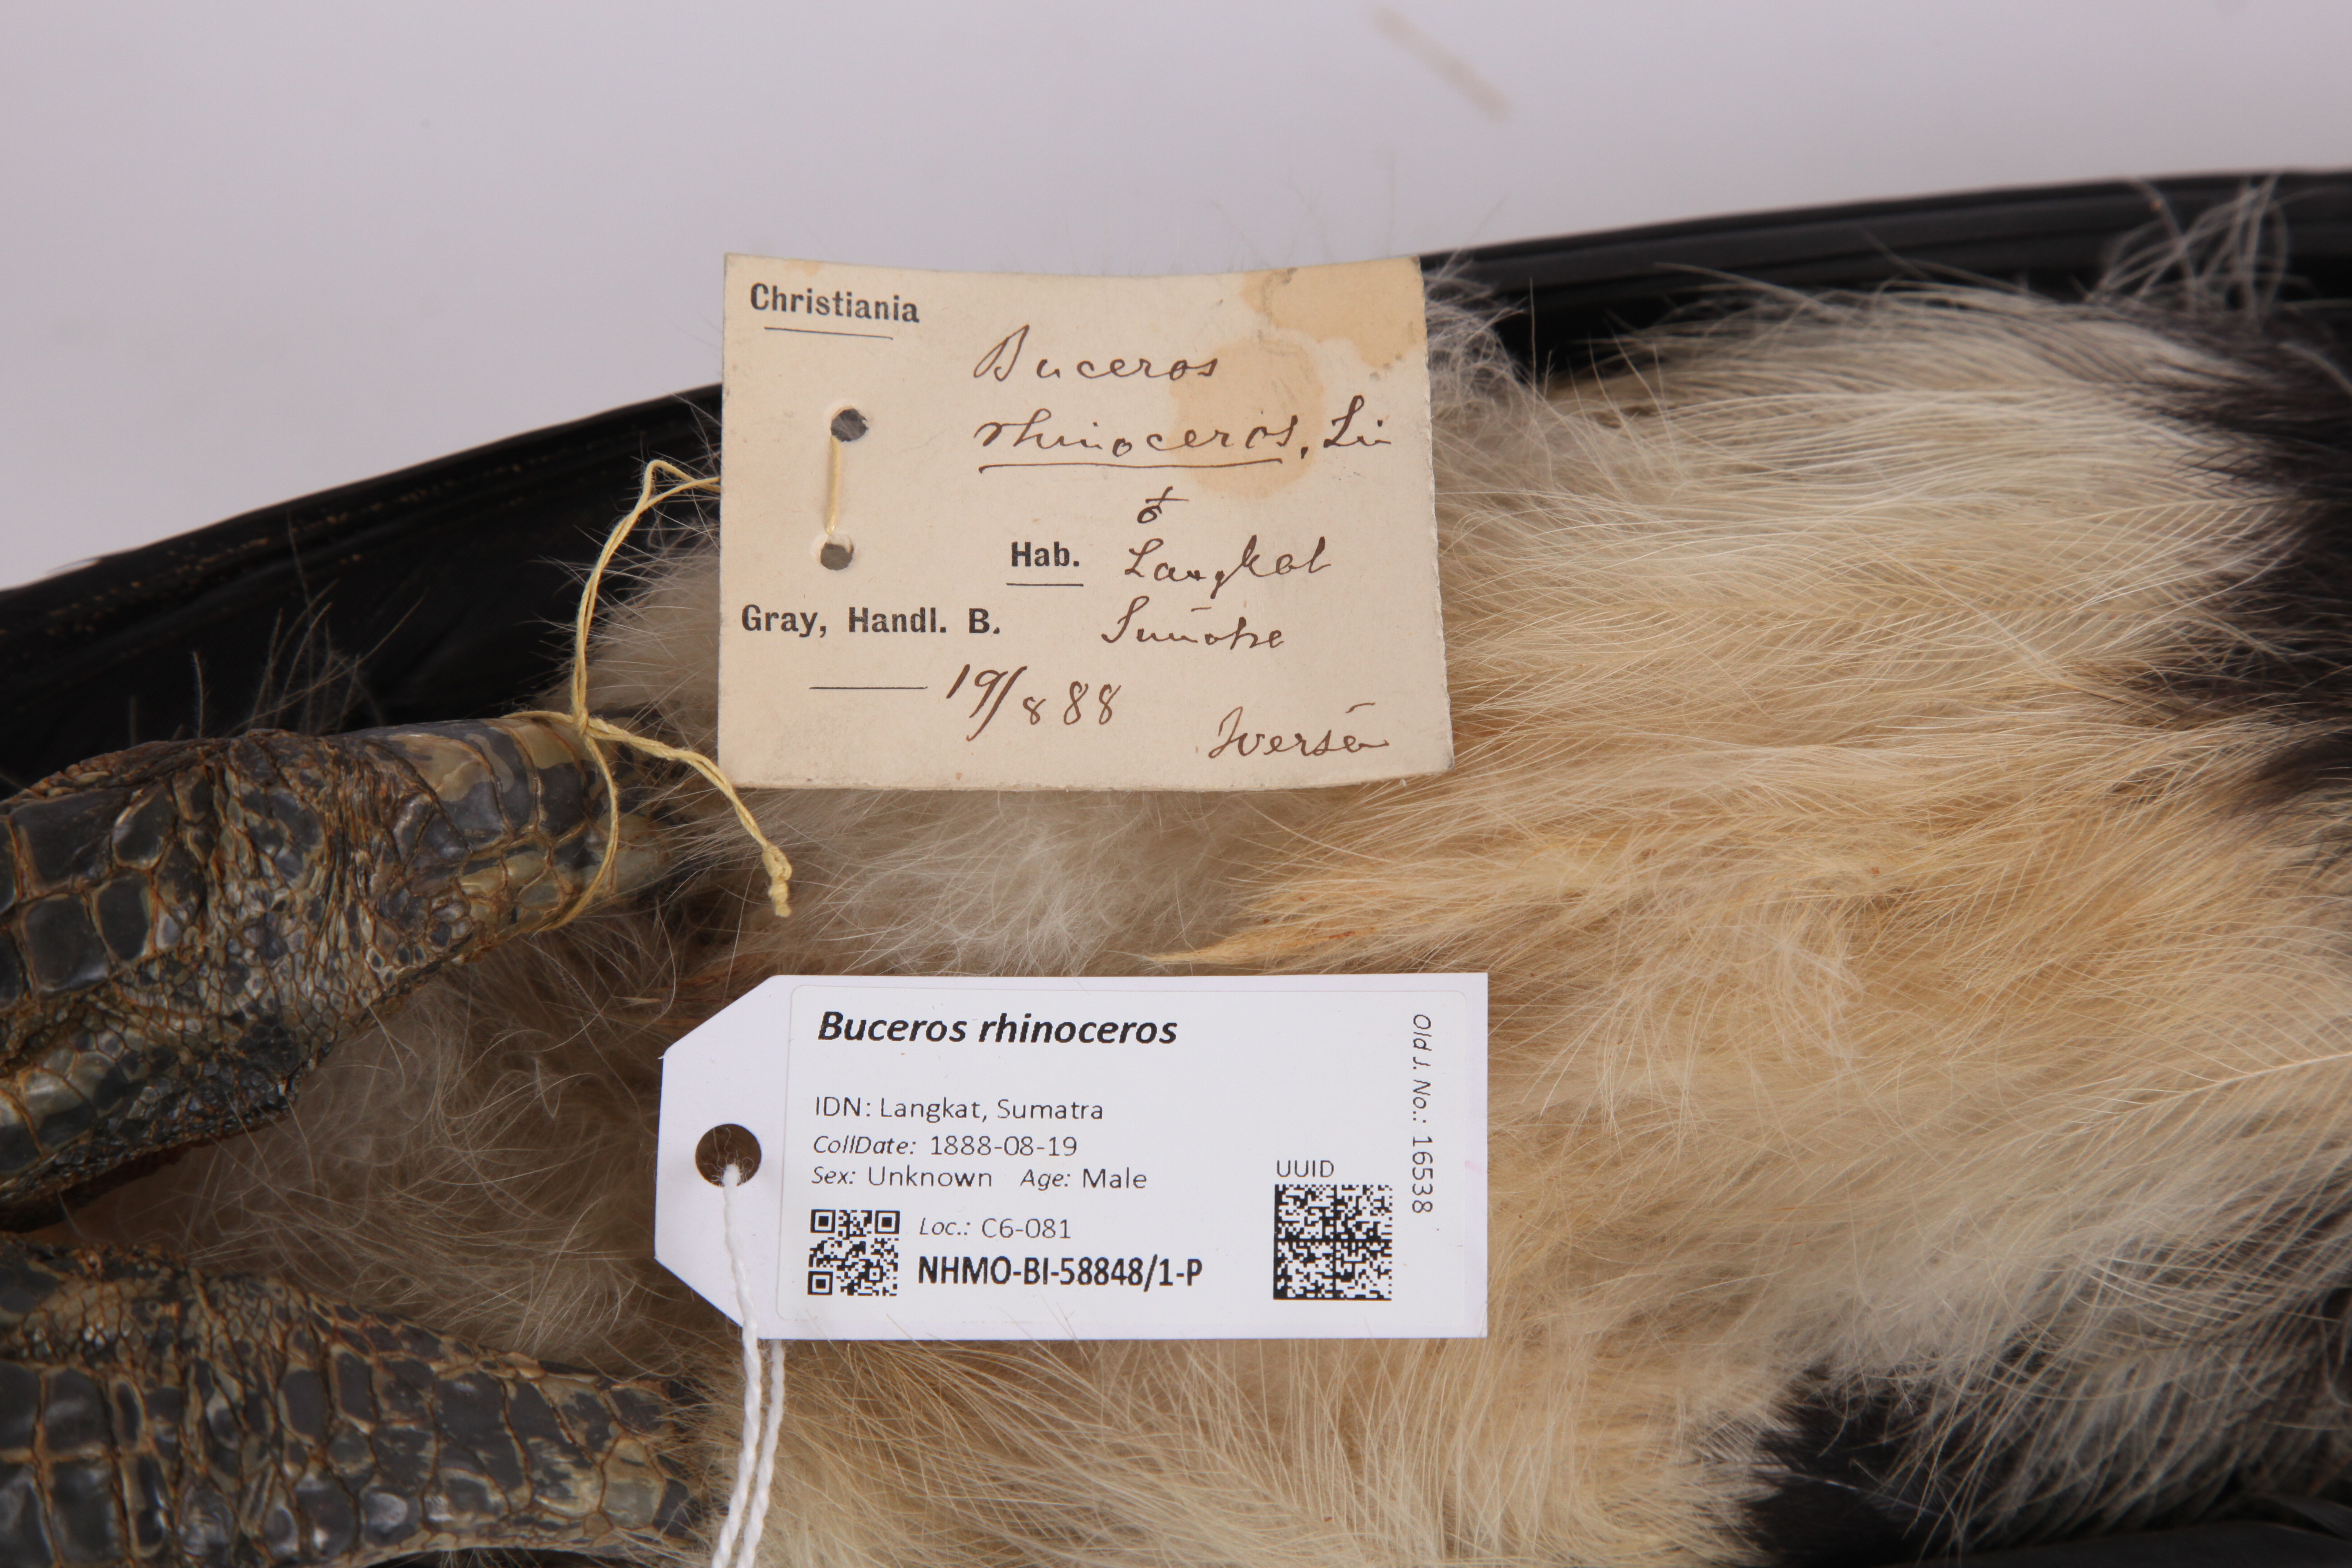 Christiania
Buceros
rhinoceros, Lin
♂
Hab. Langkat
Gray, Handl. B. Sumatra
19/8 88
Iversen
Buceros rhinoceros
IDN: Langkat, Sumatra
CollDate: 1888-08-19
Sex: Unknown Age: Male
UUID
Loc.: C6-081
NHMO-BI-58848/1-P
Old J. No.: 16538